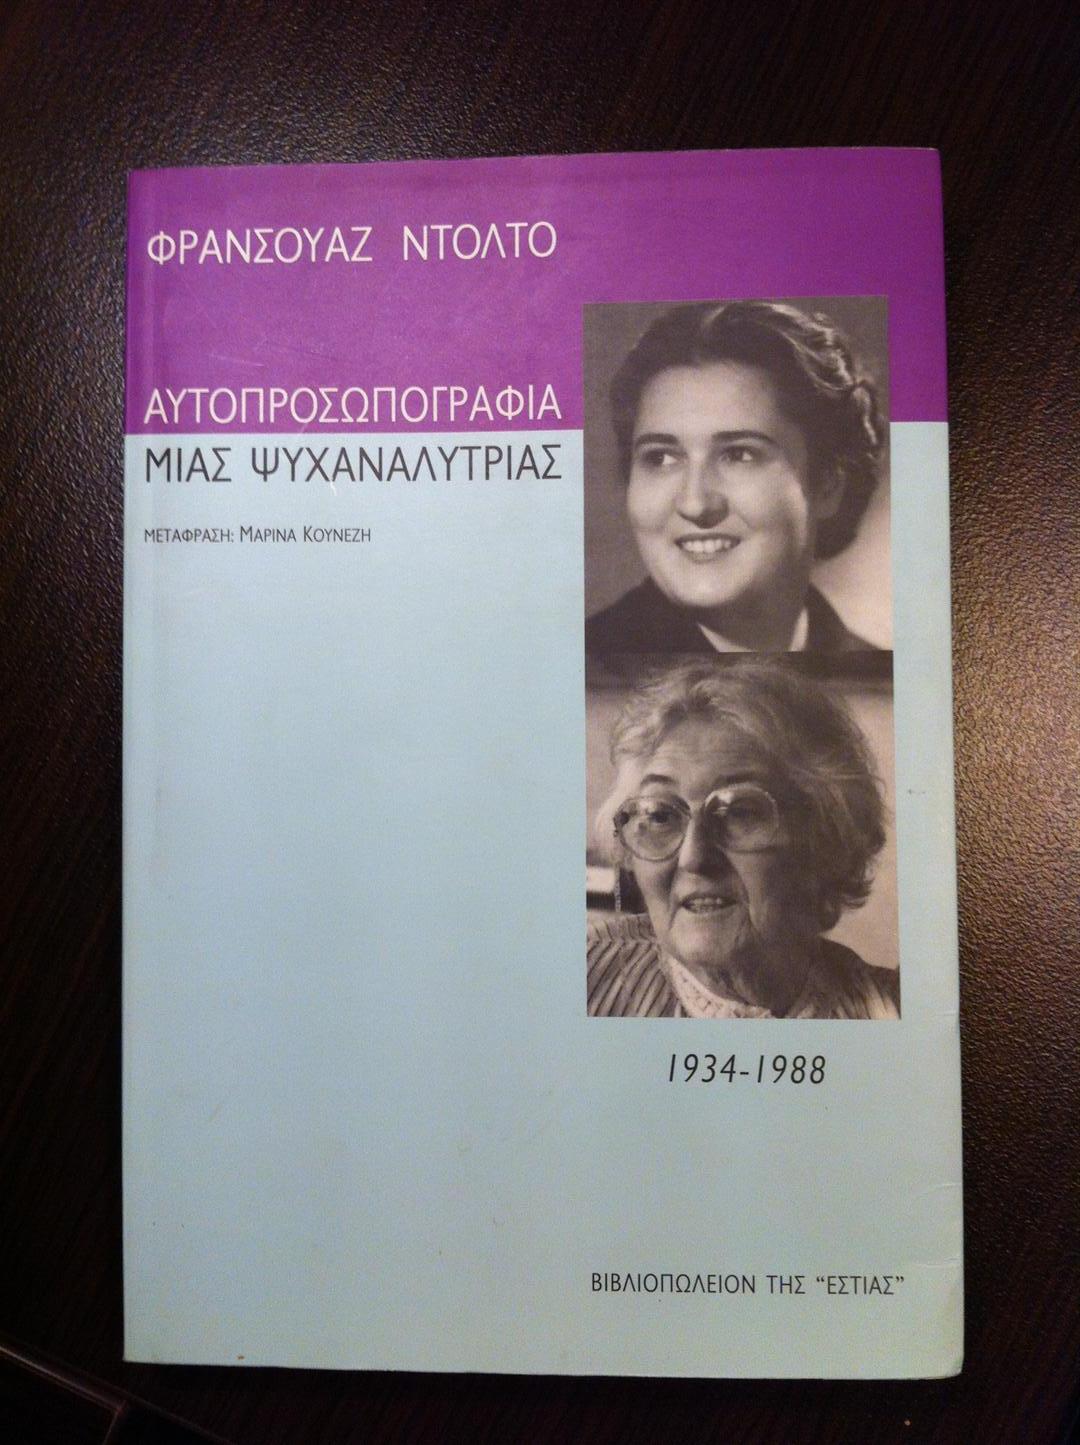 ΦΡΑΝΣΟΥΑΖ ΝΤΟΛΤΟ
ΑΥΤΟΠΡΟΣΩΠΟΓΡΑΦΙΑ
ΜΙΑΣ ΨΥΧΑΝΑΛΥΤΡΙΑΣ
ΜΕΤΑΦΡΑΣΗ: ΜΑΡΙΝΑ ΚΟΥΝΕΖΗ
1934-1988
ΒΙΒΛΙΟΠΩΛΕΙΟΝ ΤΗΣ “ΕΣΤΙΑΣ”